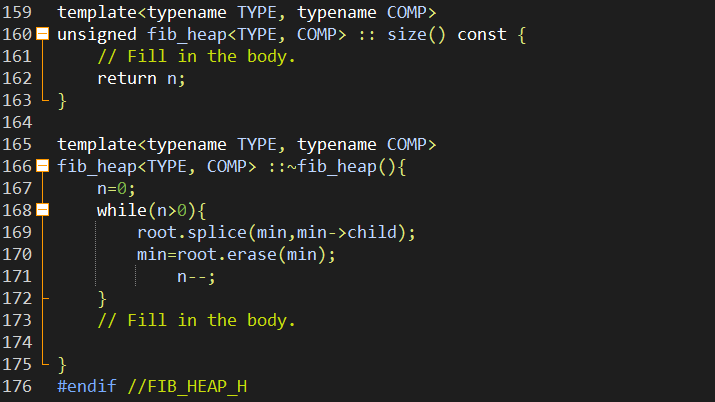 159 template<typename TYPE, typename COMP>
160 unsigned fib_heap<TYPE, COMP> :: size() const {
161     // Fill in the body.
162     return n;
163 }
164
165 template<typename TYPE, typename COMP>
166 fib_heap<TYPE, COMP> ::~fib_heap(){
167     n=0;
168     while(n>0){
169         root.splice(min,min->child);
170         min=root.erase(min);
171             n--;
172     }
173     // Fill in the body.
174
175 }
176 #endif //FIB_HEAP_H